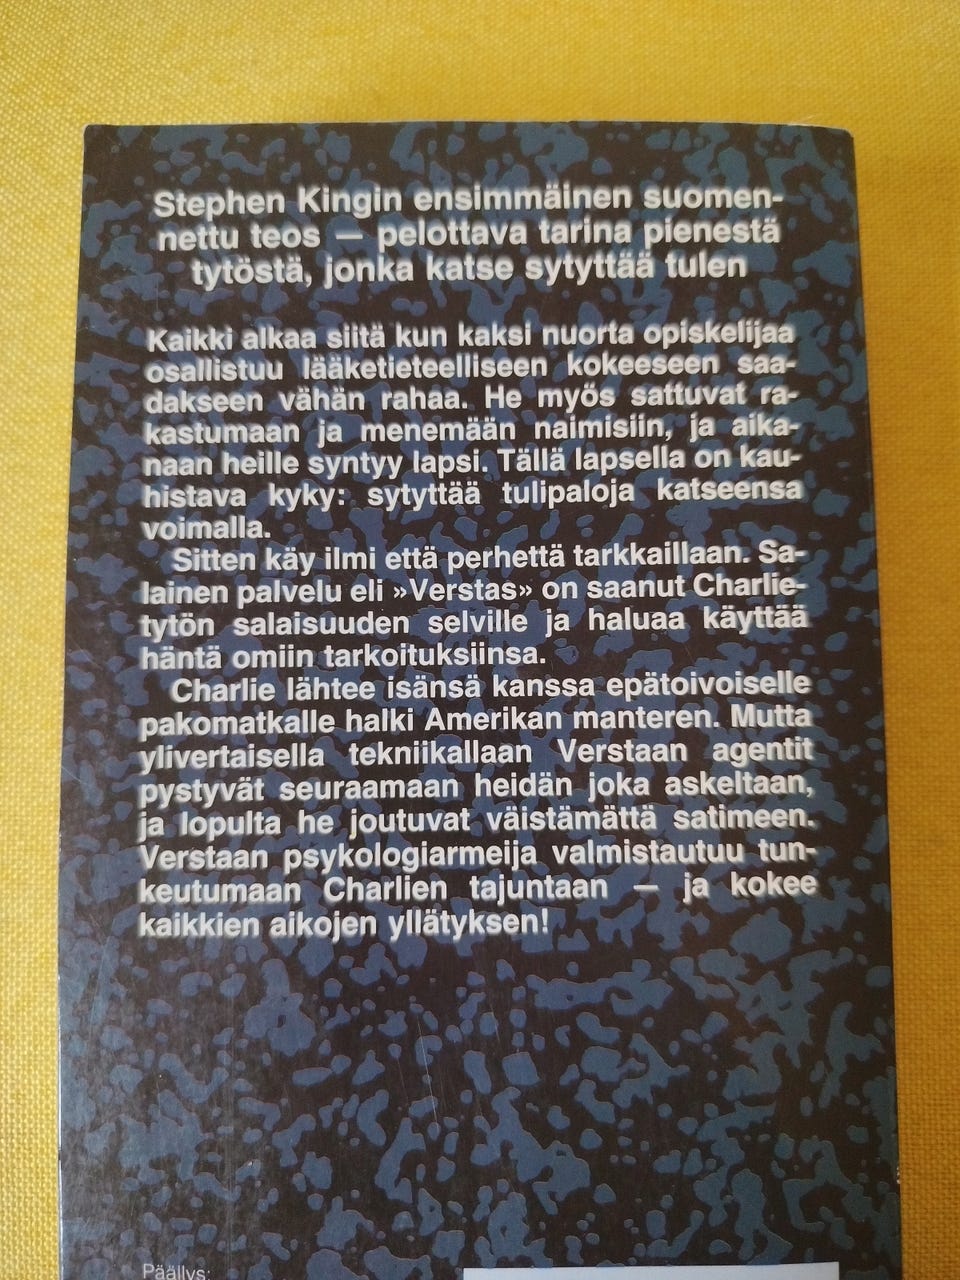 Stephen Kingin ensimmäinen suomen-
nettu teos — pelottava tarina pienestä
tytöstä, jonka katse sytyttää tulen
Kaikki alkaa siitä kun kaksi nuorta opiskelijaa
osallistuu lääketieteelliseen kokeeseen saa-
dakseen vähän rahaa. He myös sattuvat ra-
kastumaan ja menemään naimisiin, ja aika-
naan heille syntyy lapsi. Tällä lapsella on kau-
histava kyky: sytyttää tulipaloja katseensa
voimalla.
Sitten käy ilmi että perhettä tarkkaillaan. Sa-
lainen palvelu eli »Verstas» on saanut Charlie-
tytön salaisuuden selville ja haluaa käyttää
häntä omiin tarkoituksiinsa.
Charlie lähtee isänsä kanssa epätoivoiselle
pakomatkalle halki Amerikan manteren. Mutta
ylivertaisella tekniikallaan Verstaan agentit
pystyvät seuraamaan heidän joka askeltaan,
ja lopulta he joutuvat väistämättä satimeen.
Verstaan psykologiarmeija valmistautuu tun-
keutumaan Charlien tajuntaan — ja kokee
kaikkien aikojen yllätyksen!
Päällys: